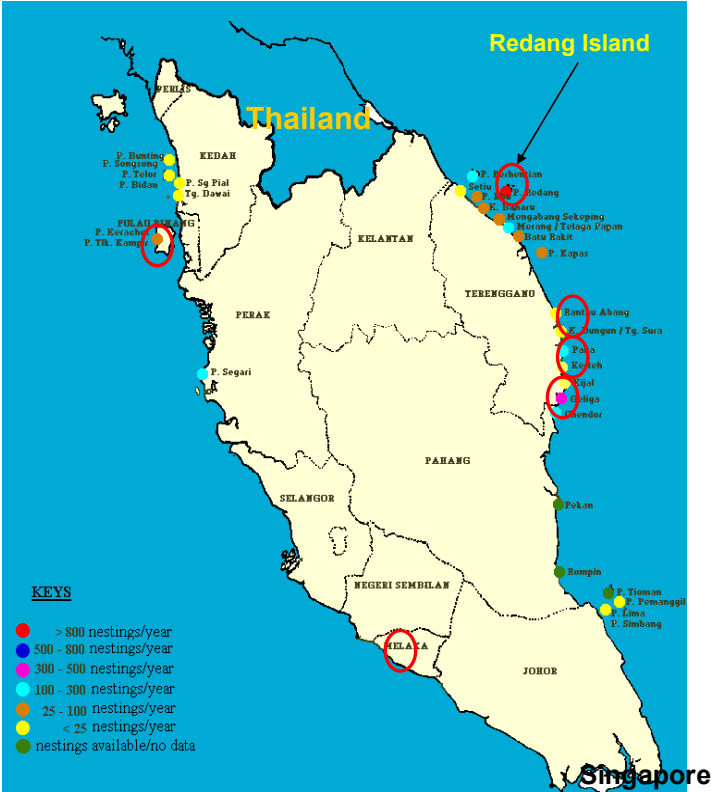 Redang Island
PERLIS
Thailand
KEDAH
P. Bunting
P. Songsong
P. Telor
P. Bidan
P. Sg Pial
Tg. Dawai
PULAU PINANG
P. Kerachut
P. Tlk. Kampir
P. Perhentian
Setiu
P. Redang
K. Baharu
Mengabang Sekeping
Merang / Telaga Papan
Batu Rakit
P. Kapas
KELANTAN
TERENGGANU
PERAK
Rantau Abang
K. Dungun / Tg. Sura
Paka
Kerteh
Kijal
Geliga
Chendor
P. Segari
PAHANG
SELANGOR
Pekan
Rompin
NEGERI SEMBILAN
P. Tioman
P. Pemanggil
P. Lima
P. Simbang
MELAKA
JOHOR
Singapore
KEYS
> 800 nestings/year
500 - 800 nestings/year
300 - 500 nestings/year
100 - 300 nestings/year
25 - 100 nestings/year
< 25 nestings/year
nestings available/no data